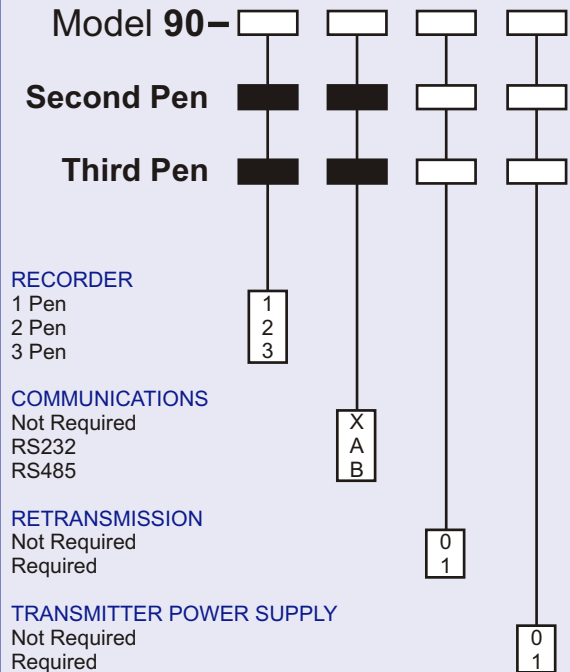 Model 90–
Second Pen
Third Pen
RECORDER
1 Pen 1
2 Pen 2
3 Pen 3
COMMUNICATIONS
Not Required X
RS232 A
RS485 B
RETRANSMISSION
Not Required 0
Required 1
TRANSMITTER POWER SUPPLY
Not Required 0
Required 1